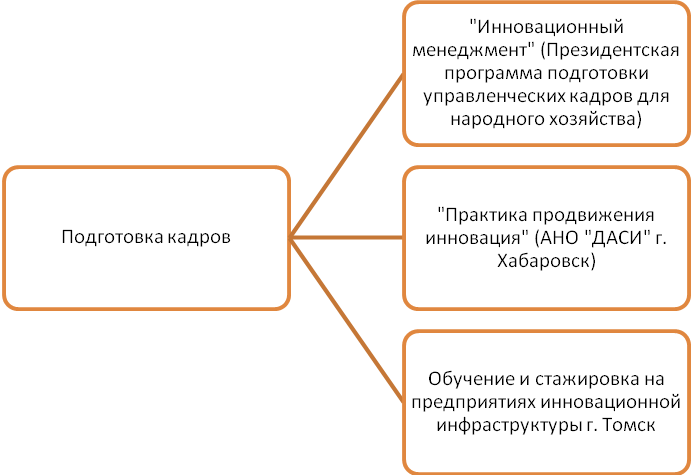 Подготовка кадров
"Инновационный
менеджмент" (Президентская
программа подготовки
управленческих кадров для
народного хозяйства)
"Практика продвижения
инновация" (АНО "ДАСИ" г.
Хабаровск)
Обучение и стажировка на
предприятиях инновационной
инфраструктуры г. Томск